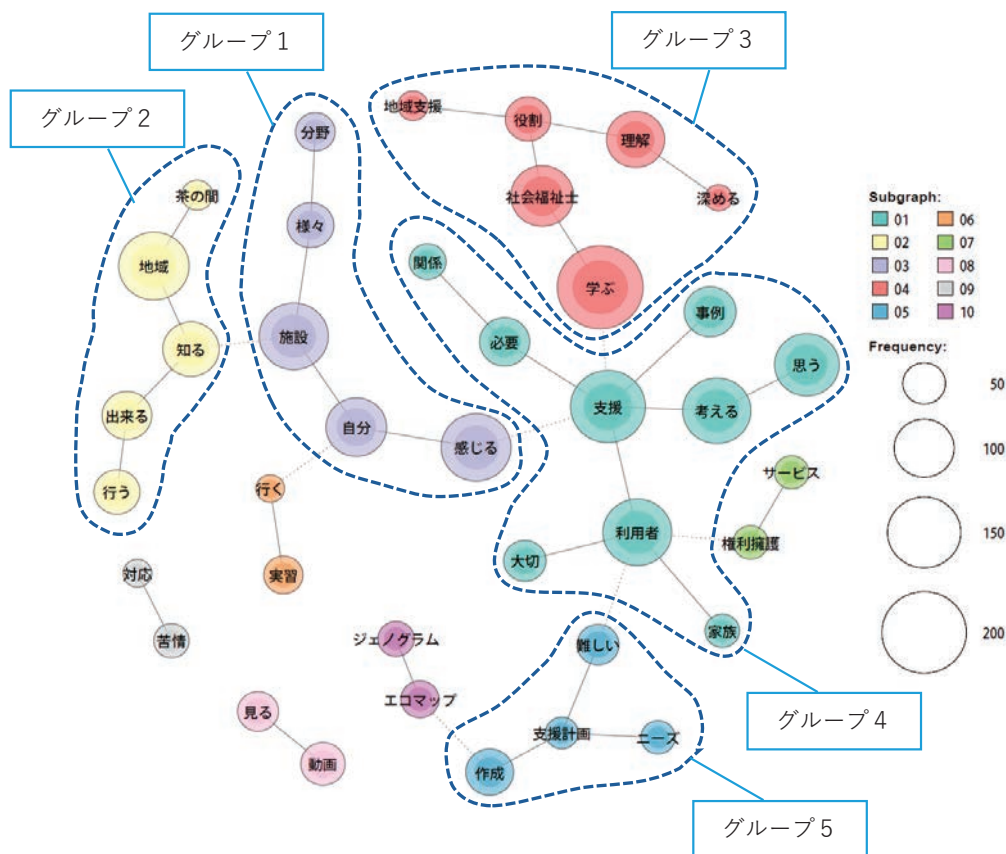 グループ1
グループ3
グループ2
地域支援
役割
理解
分野
茶の間
社会福祉士
深める
様々
地域
関係
学ぶ
事例
施設
必要
知る
思う
支援
考える
出来る
自分
感じる
サービス
行う
行く
利用者
権利擁護
大切
対応
実習
家族
苦情
ジェノグラム
難しい
エコマップ
見る
支援計画
ニーズ
動画
作成
グループ4
グループ5
Subgraph:
01 06
02 07
03 08
04 09
05 10
Frequency:
50
100
150
200